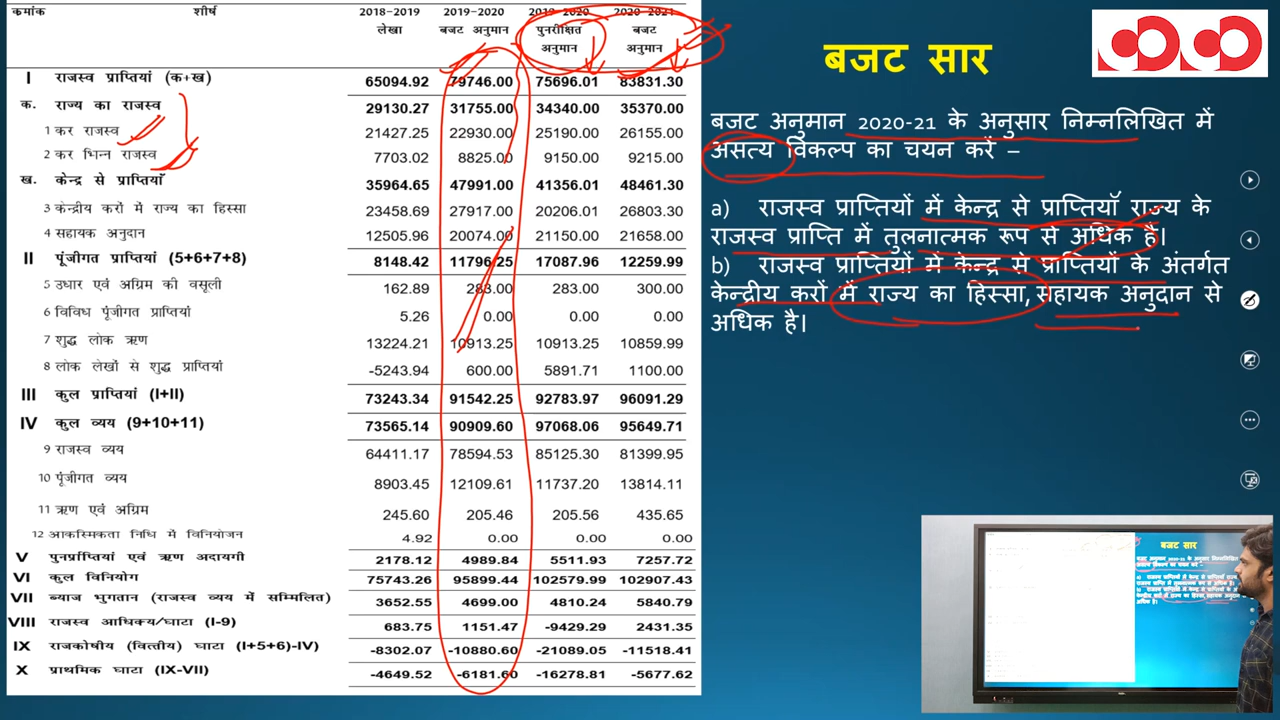 क्रमांक शीर्ष 2018-2019 लेखा 2019-2020 बजट अनुमान 2019-2020 पुनरीक्षित अनुमान 2020-2021 बजट अनुमान
I राजस्व प्राप्तियां (क+ख) 65094.92 79746.00 75696.01 83831.30
क. राज्य का राजस्व 29130.27 31755.00 34340.00 35370.00
1 कर राजस्व 21427.25 22930.00 25190.00 26155.00
2 कर भिन्न राजस्व 7703.02 8825.00 9150.00 9215.00
ख. केन्द्र से प्राप्तियाँ 35964.65 47991.00 41356.01 48461.30
3 केन्द्रीय करों में राज्य का हिस्सा 23458.69 27917.00 20206.01 26803.30
4 सहायक अनुदान 12505.96 20074.00 21150.00 21658.00
II पूंजीगत प्राप्तियां (5+6+7+8) 8148.42 11796.25 17087.96 12259.99
5 उधार एवं अग्रिम की वसूली 162.89 283.00 283.00 300.00
6 विविध पूंजीगत प्राप्तियां 5.26 0.00 0.00 0.00
7 शुद्ध लोक ऋण 13224.21 10913.25 10913.25 10859.99
8 लोक लेखों से शुद्ध प्राप्तियां -5243.94 600.00 5891.71 1100.00
III कुल प्राप्तियां (I+II) 73243.34 91542.25 92783.97 96091.29
IV कुल व्यय (9+10+11) 73565.14 90909.60 97068.06 95649.71
9 राजस्व व्यय 64411.17 78594.53 85125.30 81399.95
10 पूंजीगत व्यय 8903.45 12109.61 11737.20 13814.11
11 ऋण एवं अग्रिम 245.60 205.46 205.56 435.65
12 आकस्मिकता निधि में विनियोजन 4.92 0.00 0.00 0.00
V पुनर्प्राप्तियां एवं ऋण अदायगी 2178.12 4989.84 5511.93 7257.72
VI कुल विनियोग 75743.26 95899.44 102579.99 102907.43
VII ब्याज भुगतान (राजस्व व्यय में सम्मिलित) 3652.55 4699.00 4810.24 5840.79
VIII राजस्व आधिक्य/घाटा (I-9) 683.75 1151.47 -9429.29 2431.35
IX राजकोषीय (वित्तीय) घाटा (I+5+6)-IV) -8302.07 -10880.60 -21089.05 -11518.41
X प्राथमिक घाटा (IX-VII) -4649.52 -6181.60 -16278.81 -5677.62
बजट सार
बजट अनुमान 2020-21 के अनुसार निम्नलिखित में
असत्य विकल्प का चयन करें –
a) राजस्व प्राप्तियों में केन्द्र से प्राप्तियाँ राज्य के
राजस्व प्राप्ति में तुलनात्मक रूप से अधिक है।
b) राजस्व प्राप्तियों में केन्द्र से प्राप्तियों के अंतर्गत
केन्द्रीय करों में राज्य का हिस्सा, सहायक अनुदान से
अधिक है।
बजट सार